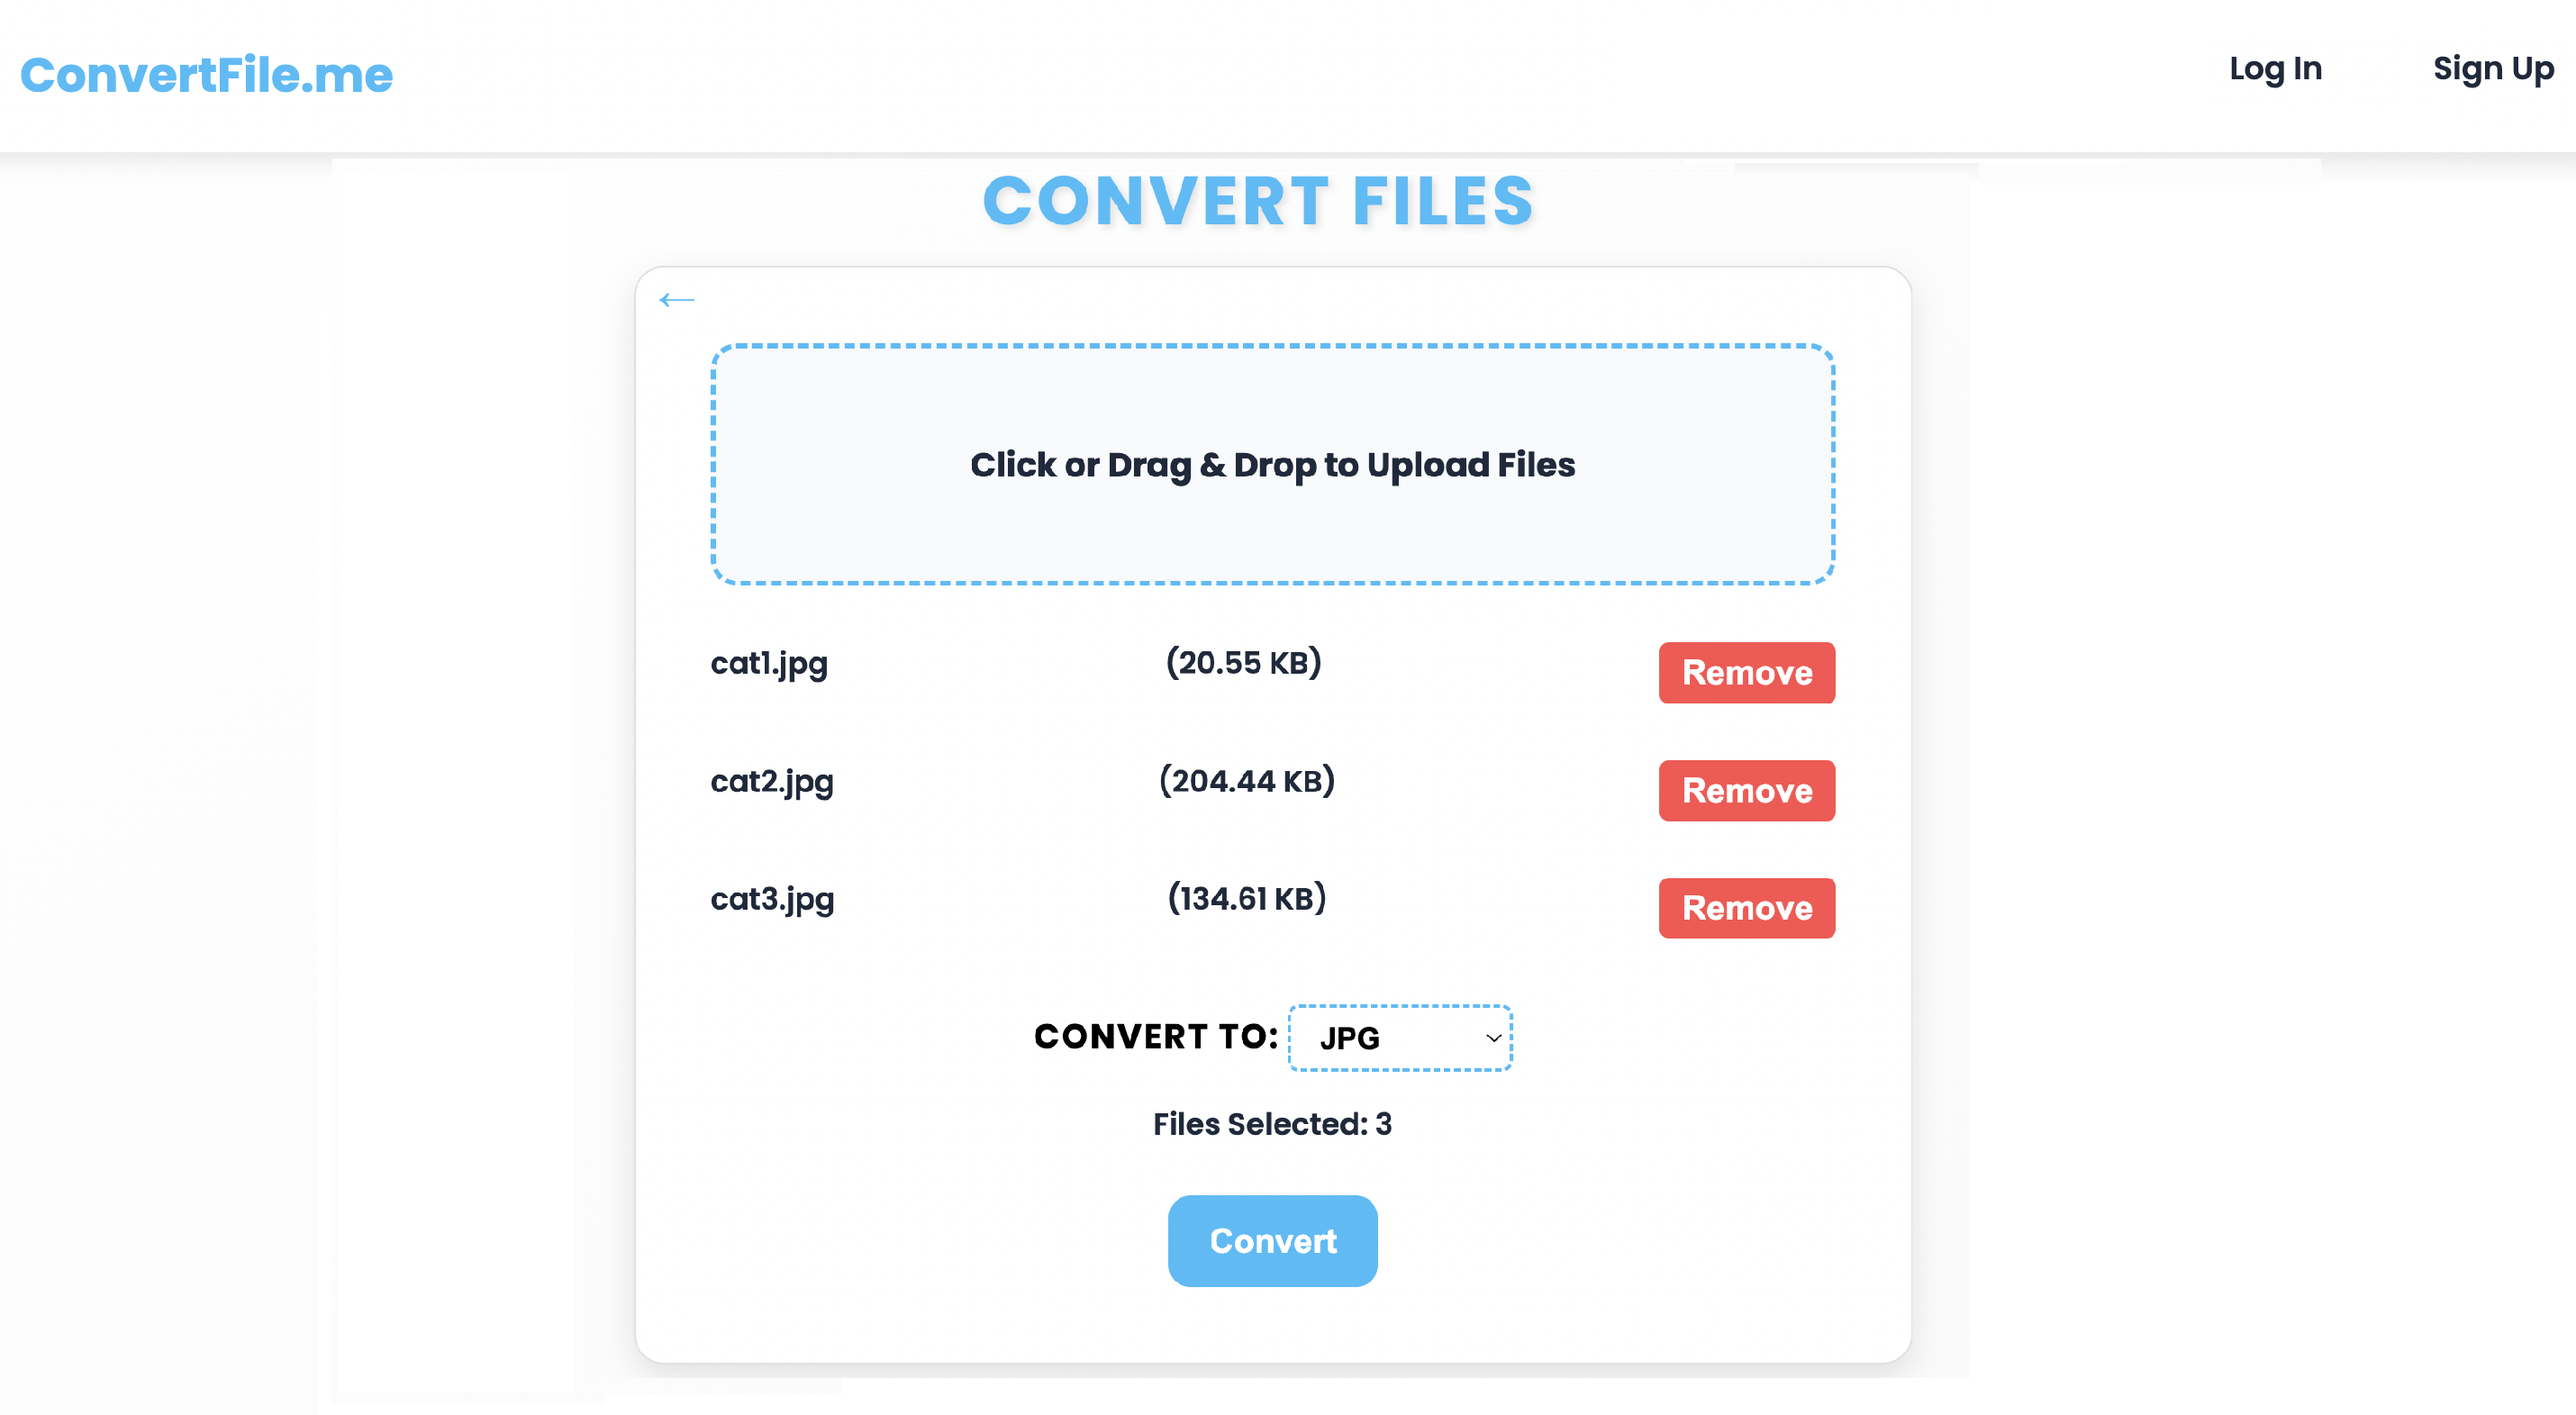 ConvertFile.me
Log In Sign Up
CONVERT FILES
←
Click or Drag & Drop to Upload Files
cat1.jpg (20.55 KB) Remove
cat2.jpg (204.44 KB) Remove
cat3.jpg (134.61 KB) Remove
CONVERT TO: JPG
Files Selected: 3
Convert